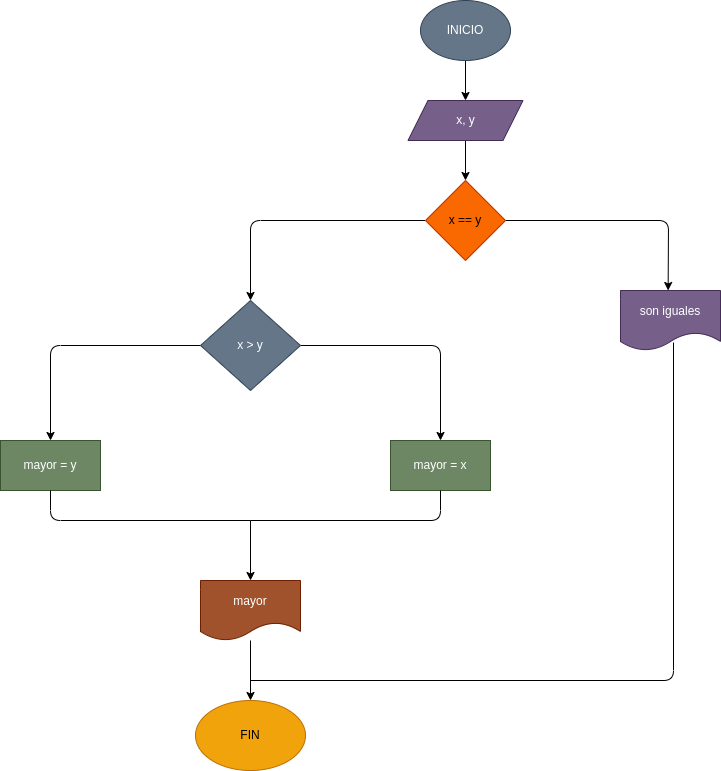 INICIO
x, y
x == y
son iguales
x > y
mayor = y
mayor = x
mayor
FIN